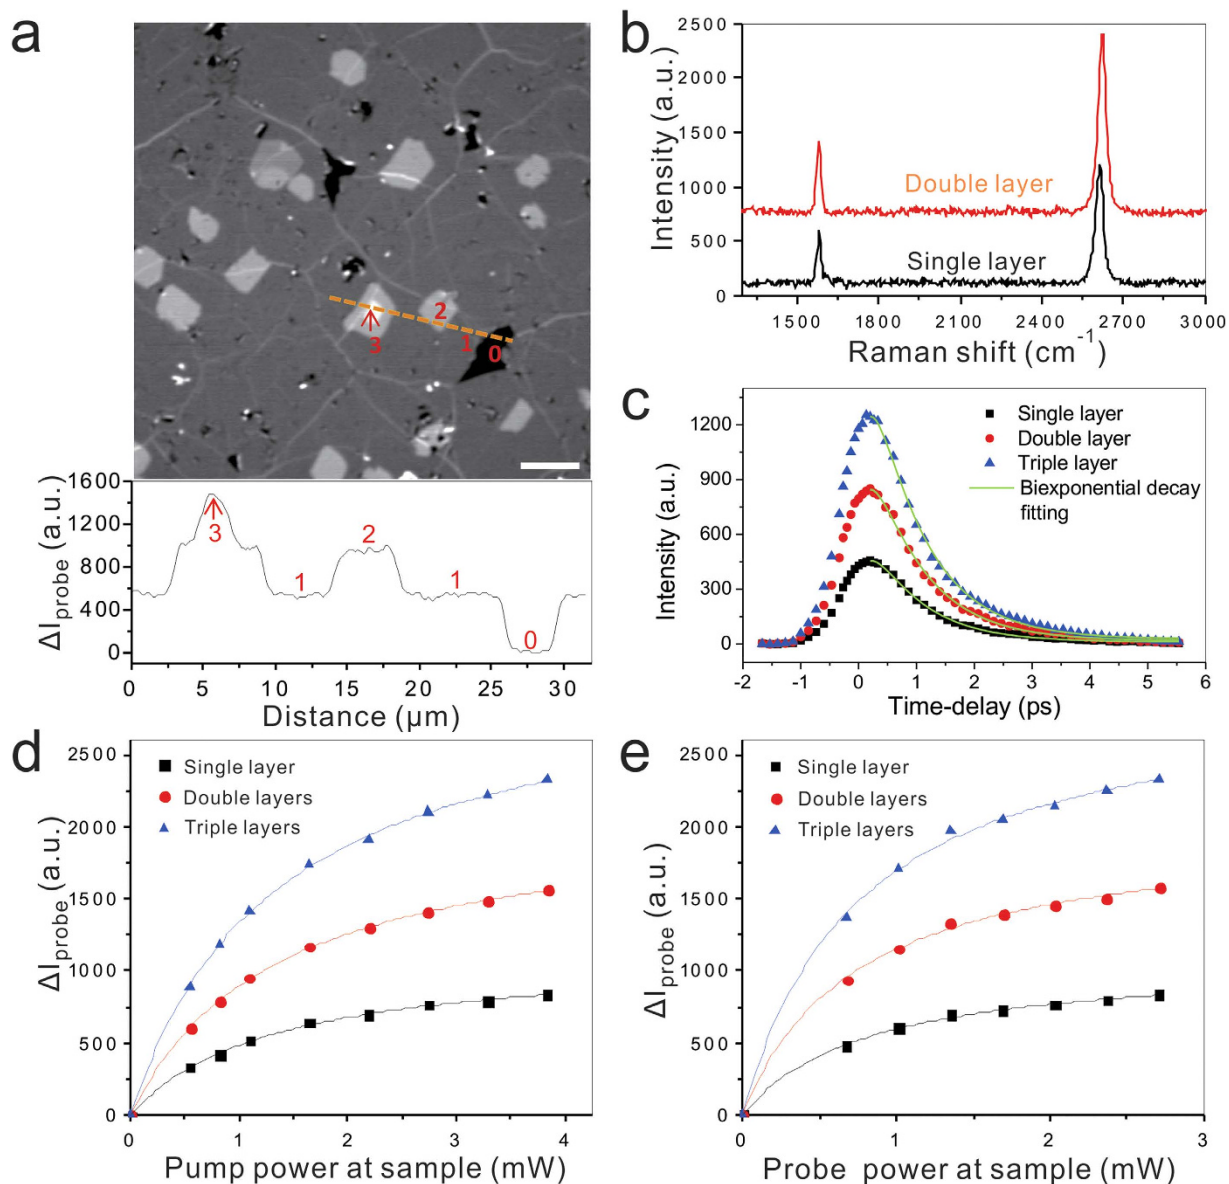 a
3
2
1
0
1600
1200
800
400
0
ΔI_probe (a.u.)
3
1
2
1
0
0 5 10 15 20 25 30
Distance (μm)
b
2500
2000
1500
1000
500
0
Intensity (a.u.)
Double layer
Single layer
1500 1800 2100 2400 2700 3000
Raman shift (cm⁻¹)
c
1200
900
600
300
0
Intensity (a.u.)
Single layer
Double layer
Triple layer
Biexponential decay
fitting
-2 -1 0 1 2 3 4 5 6
Time-delay (ps)
d
2500
2000
1500
1000
500
0
ΔI_probe (a.u.)
Single layer
Double layers
Triple layers
0 1 2 3 4
Pump power at sample (mW)
e
2500
2000
1500
1000
500
0
ΔI_probe (a.u.)
Single layer
Double layers
Triple layers
0 1 2 3
Probe power at sample (mW)